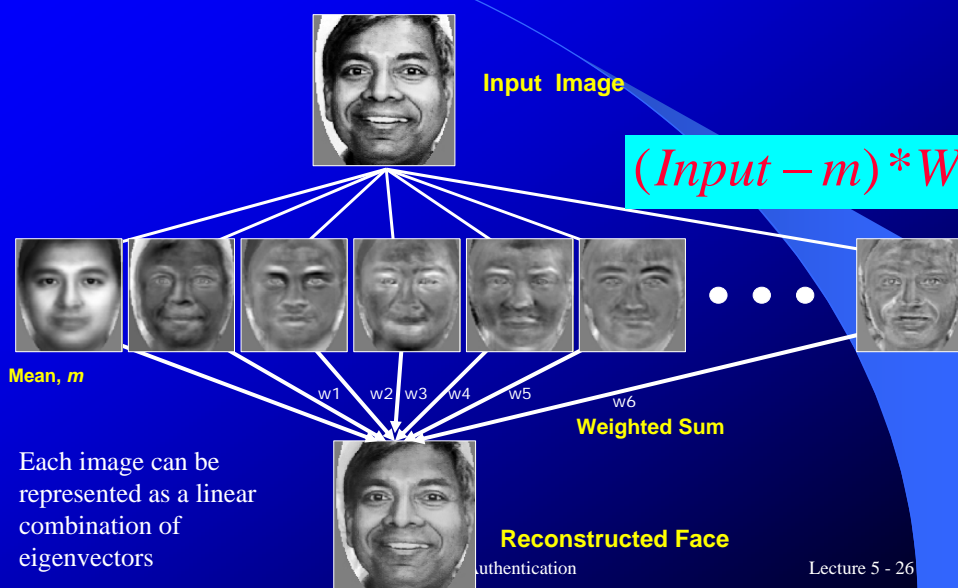 Input Image
(Input – m) * W
Mean, m
w1 w2 w3 w4 w5 w6
Weighted Sum
Each image can be
represented as a linear
combination of
eigenvectors
Reconstructed Face
Lecture 5 - 26